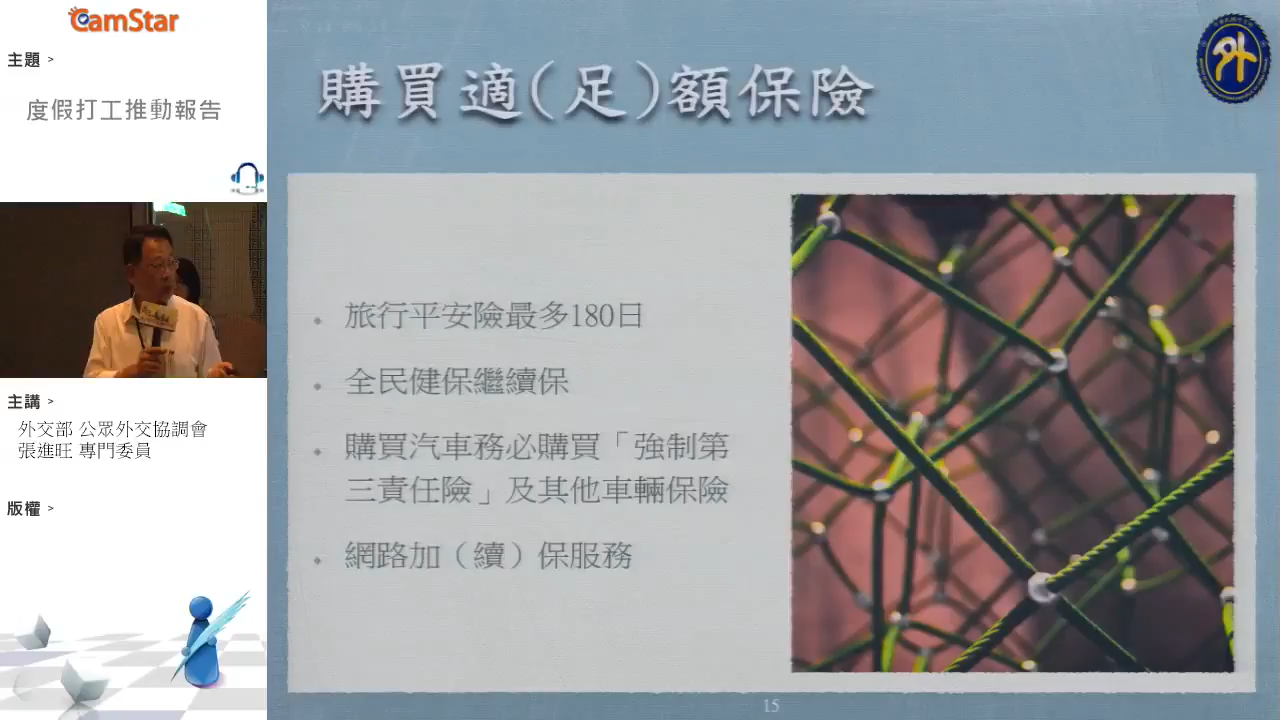 CamStar
主題 >
度假打工推動報告
主講 >
外交部 公眾外交協調會
張進旺 專門委員
版權 >
購買適(足)額保險
外
• 旅行平安險最多180日
• 全民健保繼續保
• 購買汽車務必購買「強制第
三責任險」及其他車輛保險
• 網路加（續）保服務
15